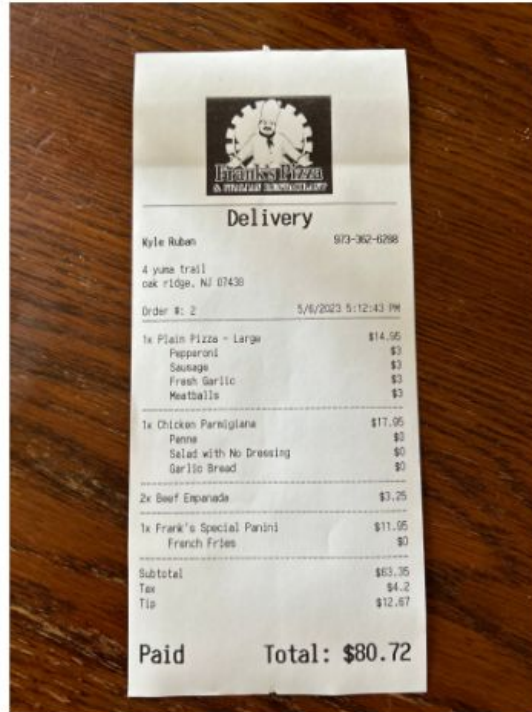 Frank's Pizza
& ITALIAN RESTAURANT
Delivery
Kyle Ruban 973-362-6288
4 yuma trail
oak ridge, NJ 07438
Order #: 2 5/6/2023 5:12:43 PM
1x Plain Pizza - Large $14.95
Pepperoni $3
Sausage $3
Fresh Garlic $3
Meatballs $3
1x Chicken Parmigiana $17.95
Penne $0
Salad with No Dressing $0
Garlic Bread $0
2x Beef Empanada $3.25
1x Frank's Special Panini $11.95
French Fries $0
Subtotal $63.35
Tax $4.2
Tip $12.67
Paid Total: $80.72